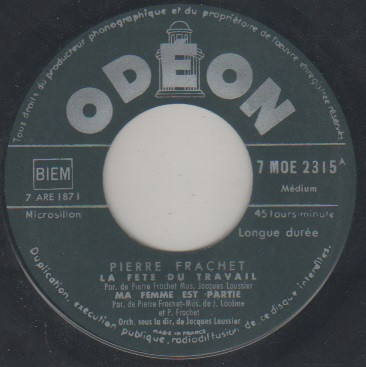 Tous droits du producteur phonographique et du propriétaire de l'œuvre enregistrée réservés
ODÉON
BIEM
7 ARE 1871
Microsillon
7 MOE 2315 A
Médium
45 tours-minute
Longue durée
PIERRE FRACHET
LA FETE DU TRAVAIL
Par. de Pierre Frachet Mus. Jacques Loussier
MA FEMME EST PARTIE
Par. de Pierre Frachet-Mus. de J. Lacome et
P. Frachet
Orch. sous la dir. de Jacques Loussier
MADE IN FRANCE
Duplication, exécution publique, radiodiffusion de ce disque interdites.